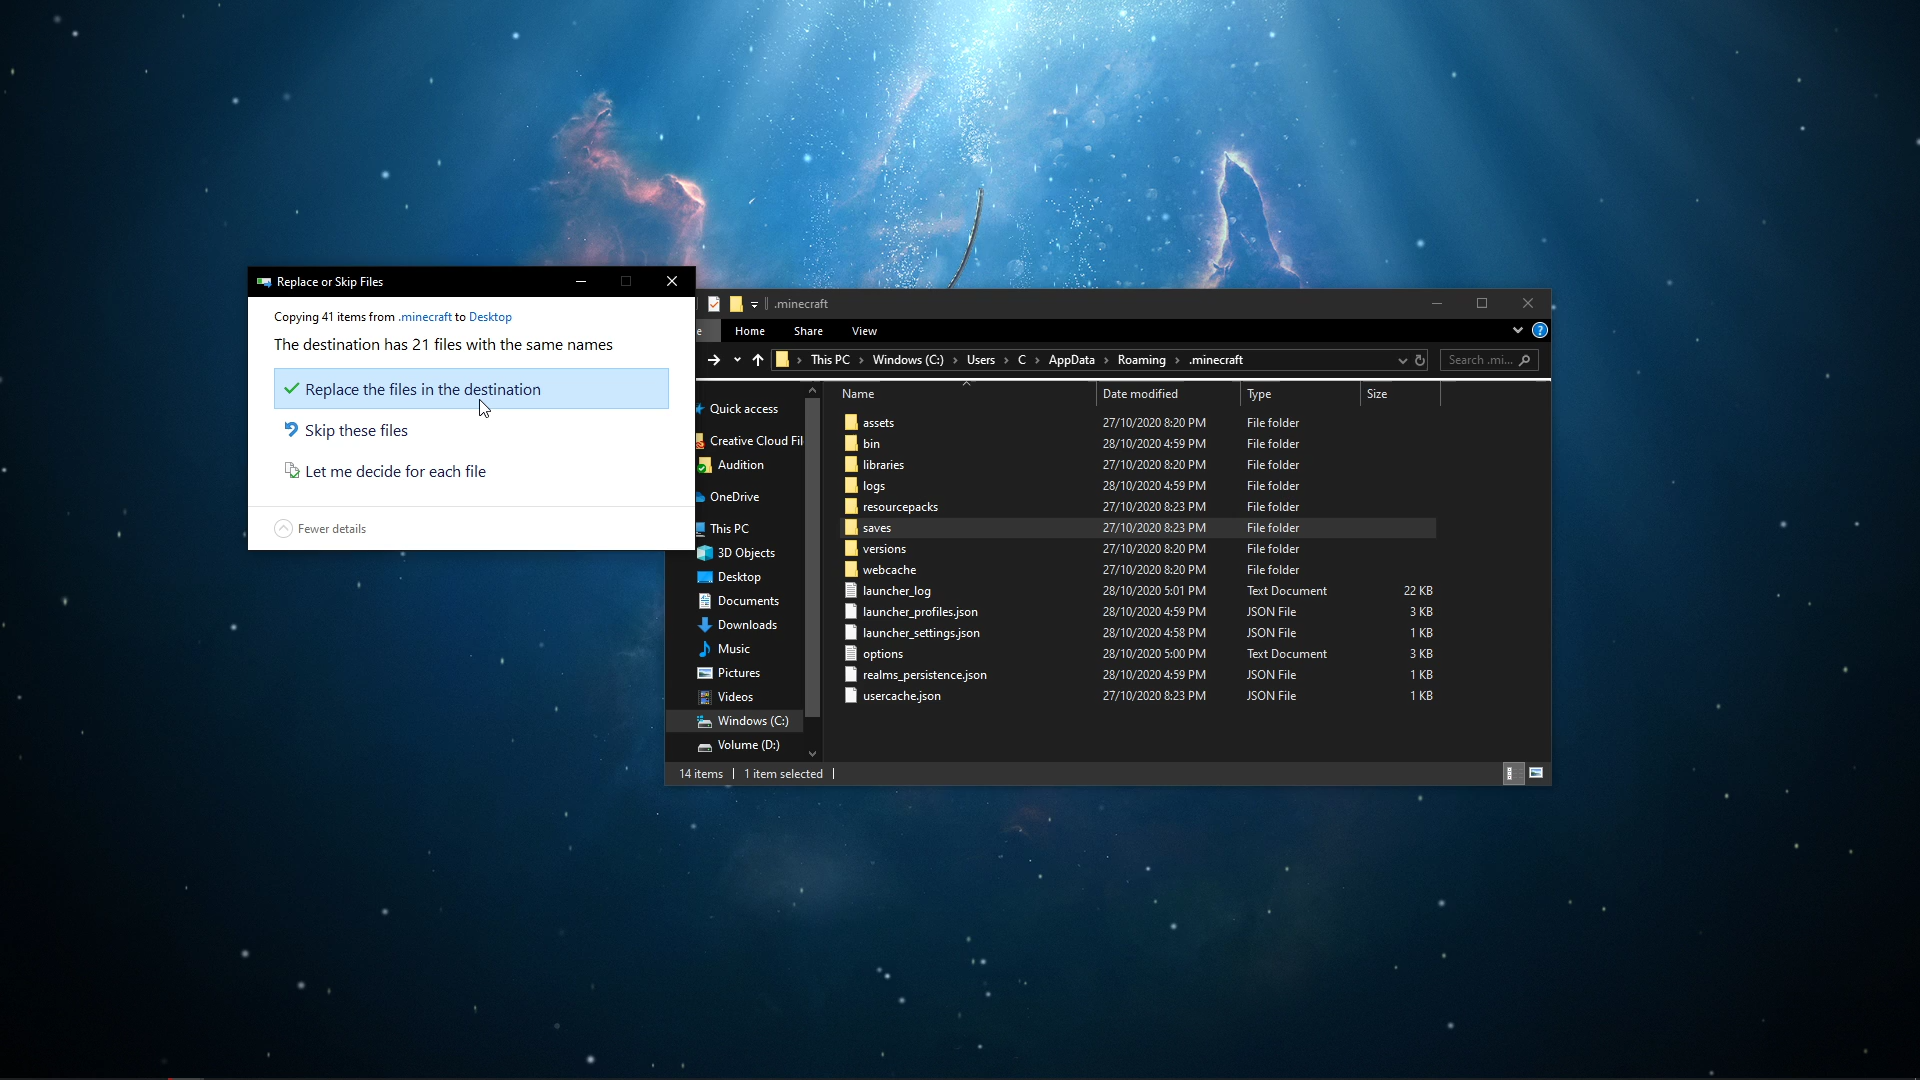 Replace or Skip Files
Copying 41 items from .minecraft to Desktop
The destination has 21 files with the same names
Replace the files in the destination
Skip these files
Let me decide for each file
Fewer details
.minecraft
Home Share View
This PC > Windows (C:) > Users > C > AppData > Roaming > .minecraft
Search .mi...
Quick access
Creative Cloud Fil
Audition
OneDrive
This PC
3D Objects
Desktop
Documents
Downloads
Music
Pictures
Videos
Windows (C:)
Volume (D:)
Name Date modified Type Size
assets 27/10/2020 8:20 PM File folder
bin 28/10/2020 4:59 PM File folder
libraries 27/10/2020 8:20 PM File folder
logs 28/10/2020 4:59 PM File folder
resourcepacks 27/10/2020 8:23 PM File folder
saves 27/10/2020 8:23 PM File folder
versions 27/10/2020 8:20 PM File folder
webcache 27/10/2020 8:20 PM File folder
launcher_log 28/10/2020 5:01 PM Text Document 22 KB
launcher_profiles.json 28/10/2020 4:59 PM JSON File 3 KB
launcher_settings.json 28/10/2020 4:58 PM JSON File 1 KB
options 28/10/2020 5:00 PM Text Document 3 KB
realms_persistence.json 28/10/2020 4:59 PM JSON File 1 KB
usercache.json 27/10/2020 8:23 PM JSON File 1 KB
14 items 1 item selected